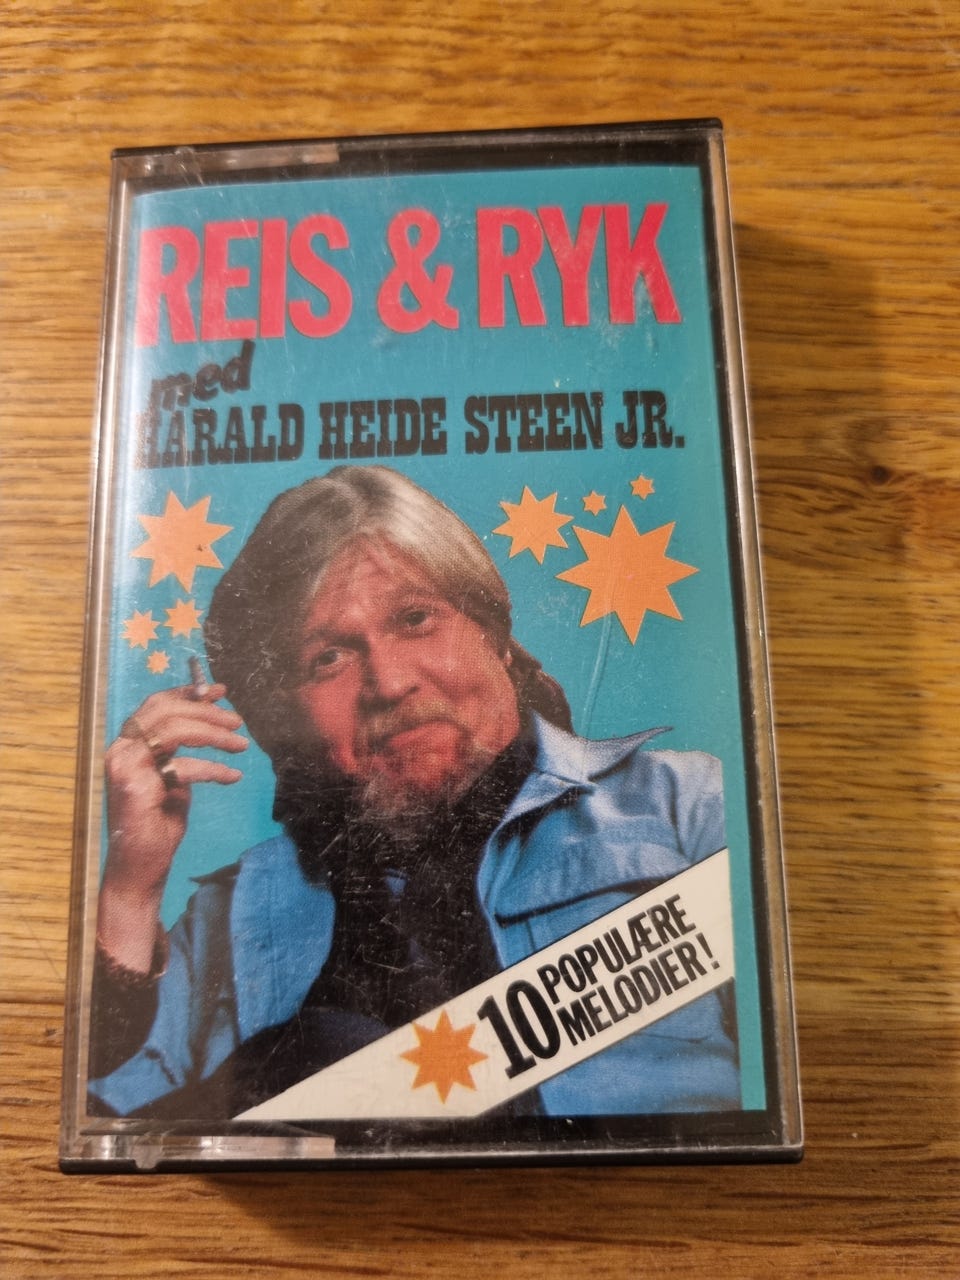 REIS & RYK
med
HARALD HEIDE STEEN JR.
10 POPULÆRE
MELODIER!